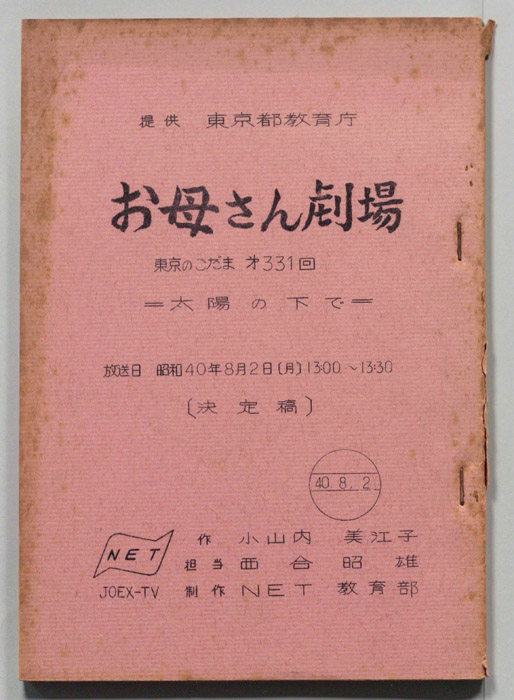 提供 東京都教育庁
お母さん劇場
東京のこだま 才331回
=太陽の下で=
放送日 昭和40年8月2日(月)13:00～13:30
〔決定稿〕
40.8.2
NET
JOEX-TV
作 小山内 美江子
担当 西合昭雄
制作 NET 教育部